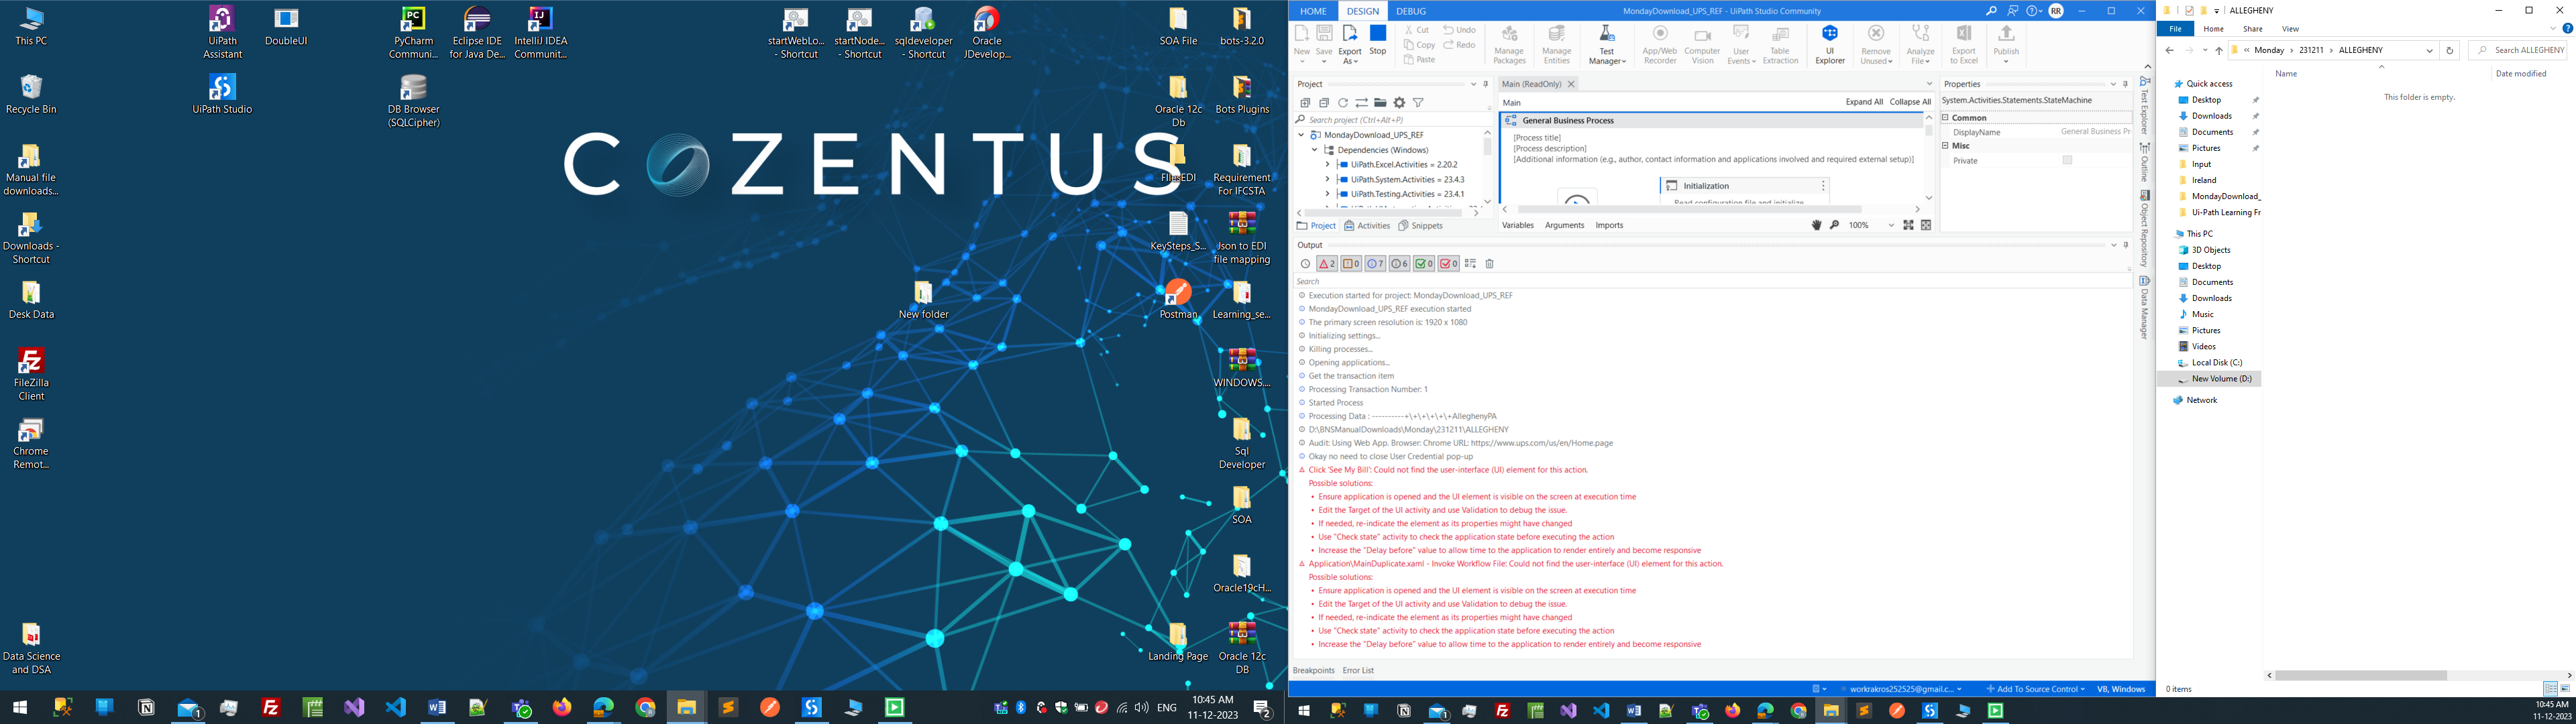 This PC
UiPath Assistant
DoubleUI
PyCharm Communi...
Eclipse IDE for Java De...
IntelliJ IDEA Communit...
startWebLo... - Shortcut
startNode... - Shortcut
sqldeveloper - Shortcut
Oracle JDevelop...
SOA File
bots-3.2.0
Recycle Bin
UiPath Studio
DB Browser (SQLCipher)
Oracle 12c Db
Bots Plugins
COZENTUS
Manual file downloads...
FIlesEDI
Requirement For IFCSTA
Downloads - Shortcut
KeySteps_S...
Json to EDI file mapping
Desk Data
New folder
Postman
Learning_se...
FileZilla Client
WINDOWS....
Chrome Remot...
Sql Developer
SOA
Oracle19cH...
Data Science and DSA
Landing Page
Oracle 12c DB
ENG
10:45 AM
11-12-2023
2
HOME DESIGN DEBUG
MondayDownload_UPS_REF - UiPath Studio Community
RR
New
Save
Export As
Stop
Cut
Copy
Paste
Undo
Redo
Manage Packages
Manage Entities
Test Manager
App/Web Recorder
Computer Vision
User Events
Table Extraction
UI Explorer
Remove Unused
Analyze File
Export to Excel
Publish
Project
Search project (Ctrl+Alt+P)
MondayDownload_UPS_REF
Dependencies (Windows)
UiPath.Excel.Activities = 2.20.2
UiPath.System.Activities = 23.4.3
UiPath.Testing.Activities = 23.4.1
Project Activities Snippets
Main (ReadOnly)
Main
Expand All Collapse All
General Business Process
[Process title]
[Process description]
[Additional information (e.g., author, contact information and applications involved and required external setup)]
Initialization
Read configuration file and initialize
Variables Arguments Imports
100%
Properties
System.Activities.Statements.StateMachine
Common
DisplayName General Business Pr
Misc
Private
Test Explorer
Outline
Object Repository
Data Manager
Output
2 0 7 6 0 0
Search
Execution started for project: MondayDownload_UPS_REF
MondayDownload_UPS_REF execution started
The primary screen resolution is: 1920 x 1080
Initializing settings...
Killing processes...
Opening applications...
Get the transaction item
Processing Transaction Number: 1
Started Process
Processing Data : ----------+\+\+\+\+\+AlleghenyPA
D:\BNSManualDownloads\Monday\231211\ALLEGHENY
Audit: Using Web App. Browser: Chrome URL: https://www.ups.com/us/en/Home.page
Okay no need to close User Credential pop-up
Click 'See My Bill': Could not find the user-interface (UI) element for this action.
Possible solutions:
• Ensure application is opened and the UI element is visible on the screen at execution time
• Edit the Target of the UI activity and use Validation to debug the issue.
• If needed, re-indicate the element as its properties might have changed
• Use "Check state" activity to check the application state before executing the action
• Increase the "Delay before" value to allow time to the application to render entirely and become responsive
Application\MainDuplicate.xaml - Invoke Workflow File: Could not find the user-interface (UI) element for this action.
Possible solutions:
• Ensure application is opened and the UI element is visible on the screen at execution time
• Edit the Target of the UI activity and use Validation to debug the issue.
• If needed, re-indicate the element as its properties might have changed
• Use "Check state" activity to check the application state before executing the action
• Increase the "Delay before" value to allow time to the application to render entirely and become responsive
Breakpoints Error List
workrakros252525@gmail.c...
Add To Source Control
VB, Windows
ALLEGHENY
File Home Share View
Monday 231211 ALLEGHENY
Search ALLEGHENY
Name Date modified
This folder is empty.
Quick access
Desktop
Downloads
Documents
Pictures
Input
Ireland
MondayDownload_
Ui-Path Learning Fr
This PC
3D Objects
Desktop
Documents
Downloads
Music
Pictures
Videos
Local Disk (C:)
New Volume (D:)
Network
0 items
10:45 AM
11-12-2023